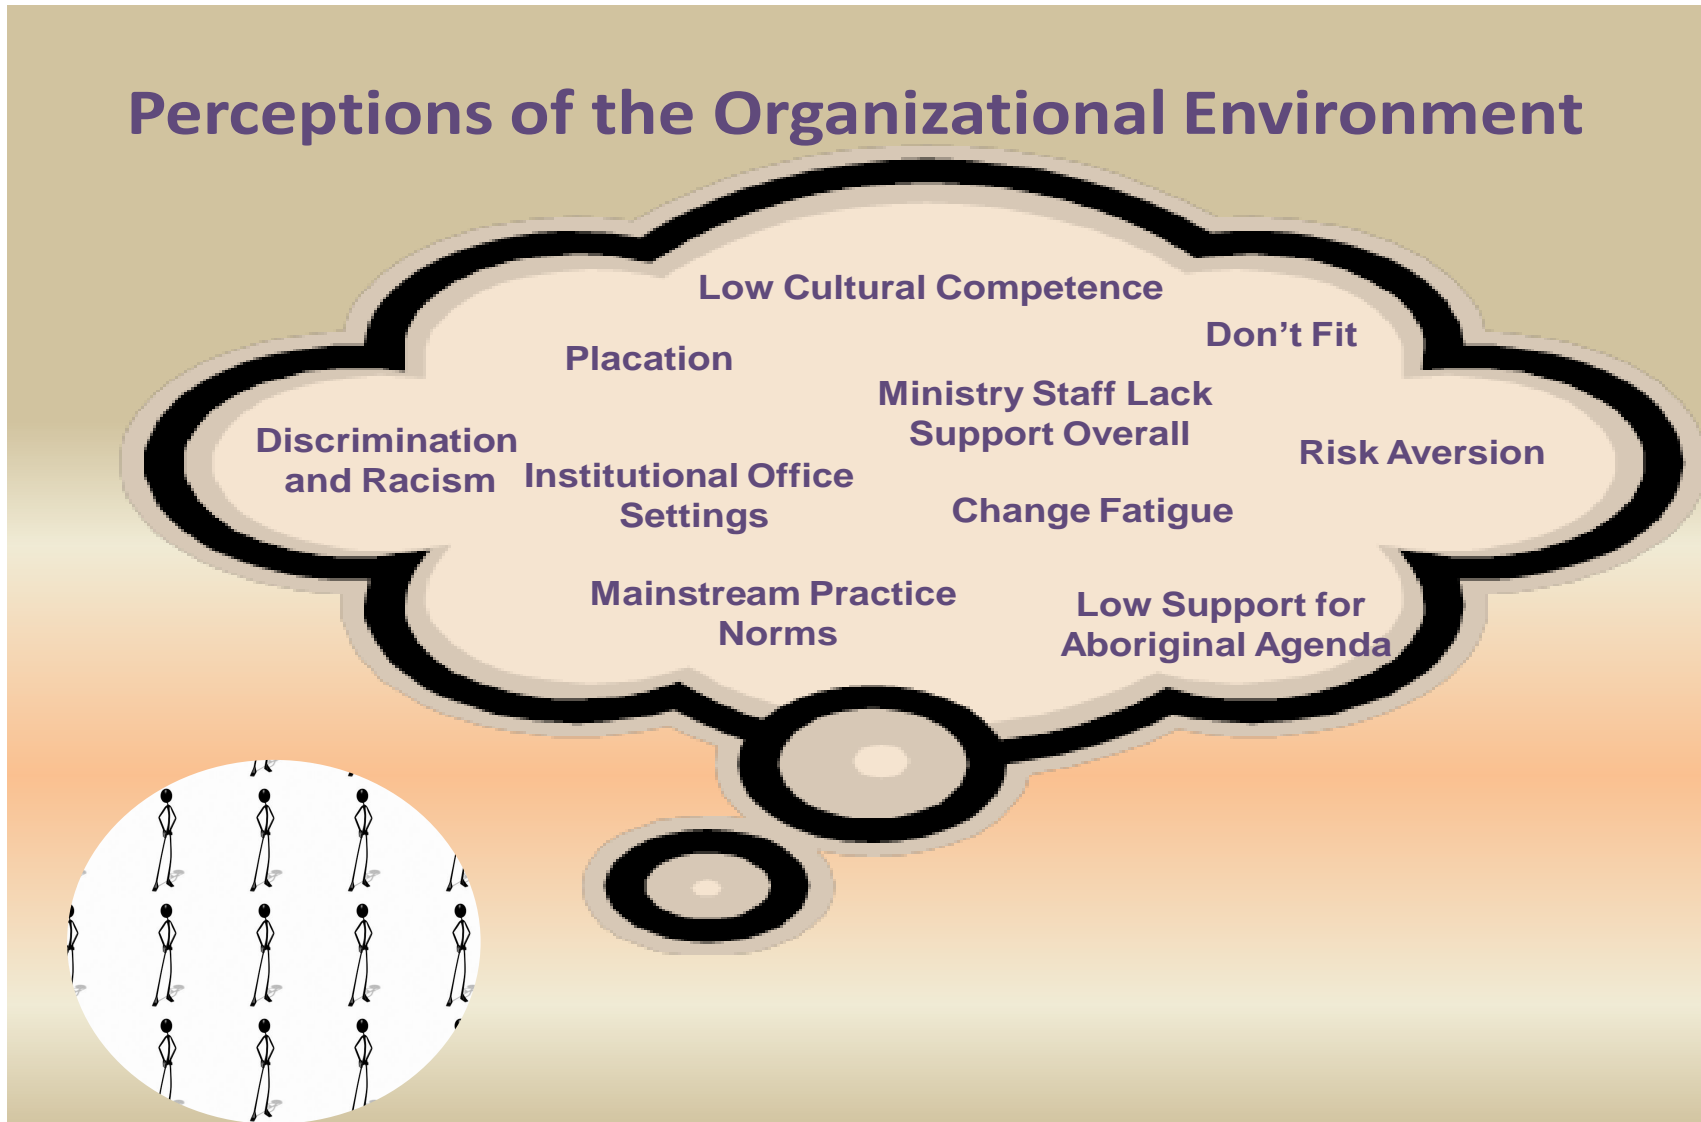 Perceptions of the Organizational Environment
Low Cultural Competence
Don’t Fit
Placation
Ministry Staff Lack
Support Overall
Discrimination
and Racism
Risk Aversion
Institutional Office
Settings
Change Fatigue
Mainstream Practice
Norms
Low Support for
Aboriginal Agenda